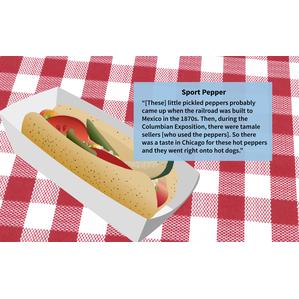 Sport Pepper
“[These] little pickled peppers probably
came up when the railroad was built to
Mexico in the 1870s. Then, during the
Columbian Exposition, there were tamale
sellers [who used the peppers]. So there
was a taste in Chicago for these hot peppers
and they went right onto hot dogs.”